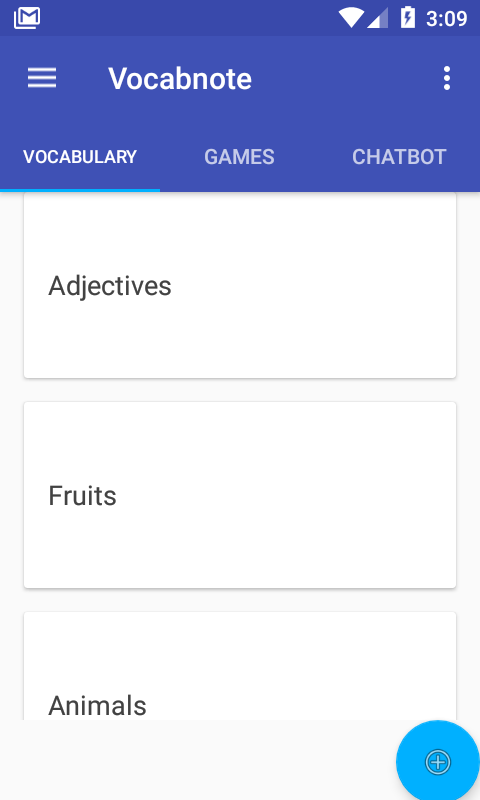 3:09
Vocabnote
VOCABULARY
GAMES
CHATBOT
Adjectives
Fruits
Animals